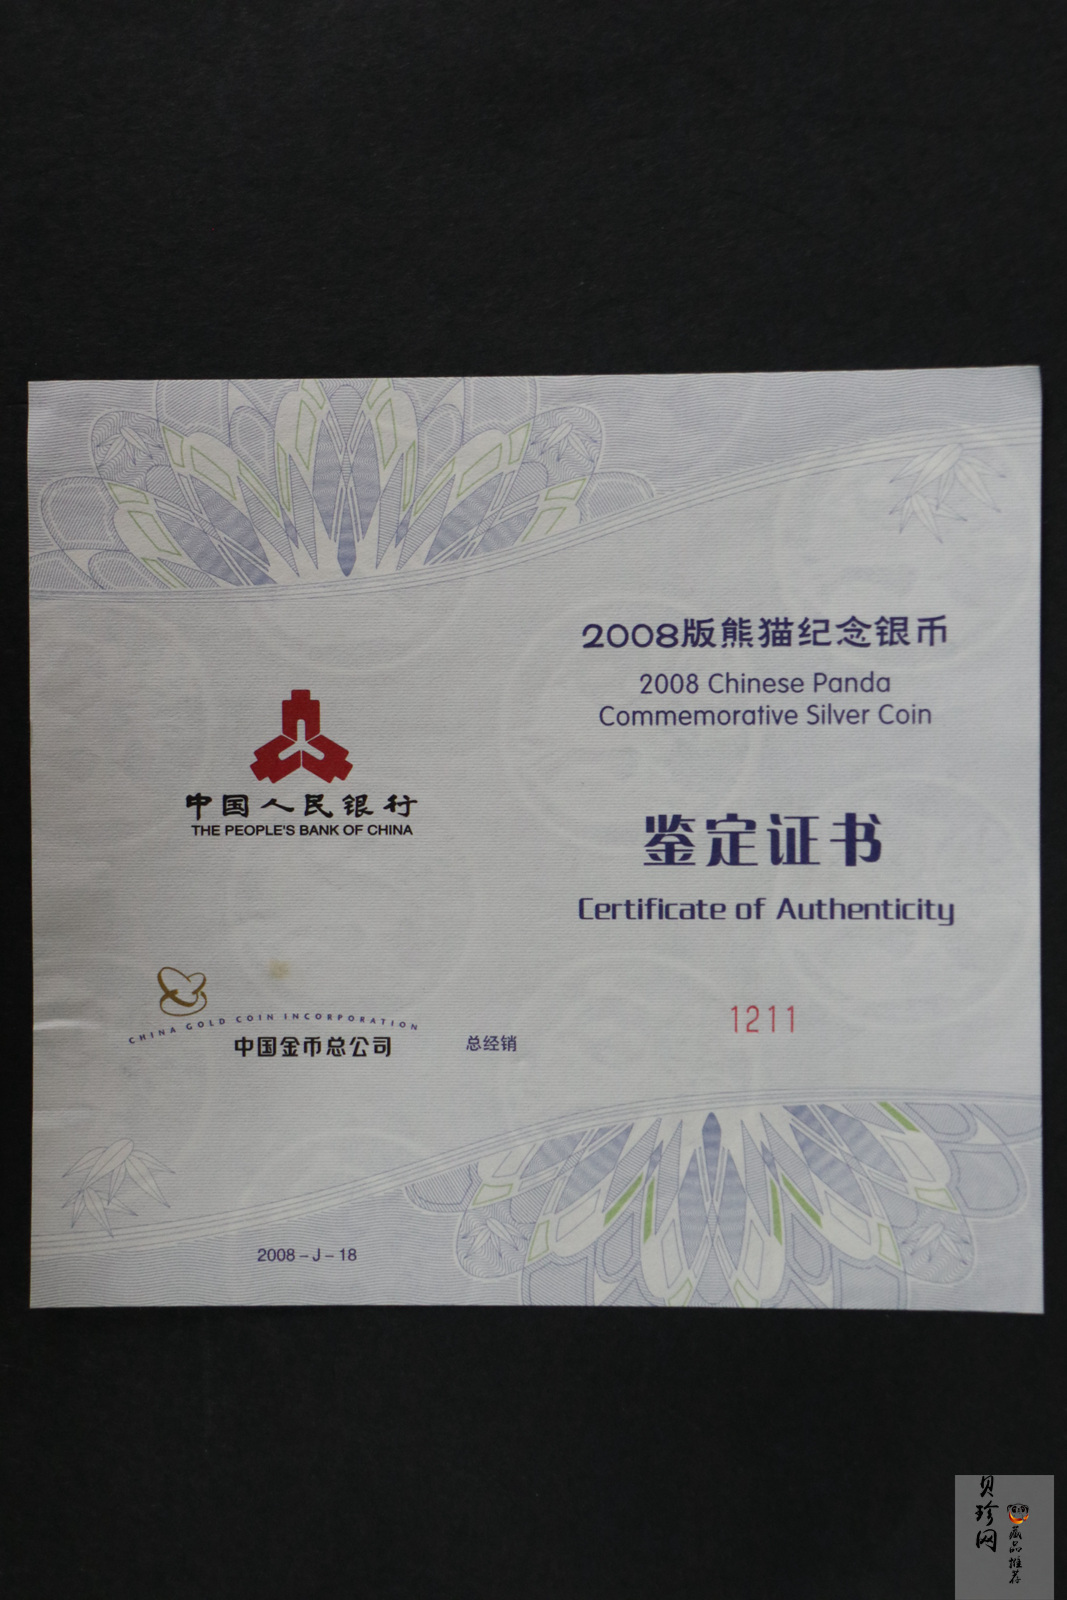 2008版熊猫纪念银币
2008 Chinese Panda
Commemorative Silver Coin
鉴定证书
Certificate of Authenticity
1211
中国人民银行
THE PEOPLE'S BANK OF CHINA
CHINA GOLD COIN INCORPORATION
中国金币总公司 总经销
2008-J-18
贝珍网
藏品推荐